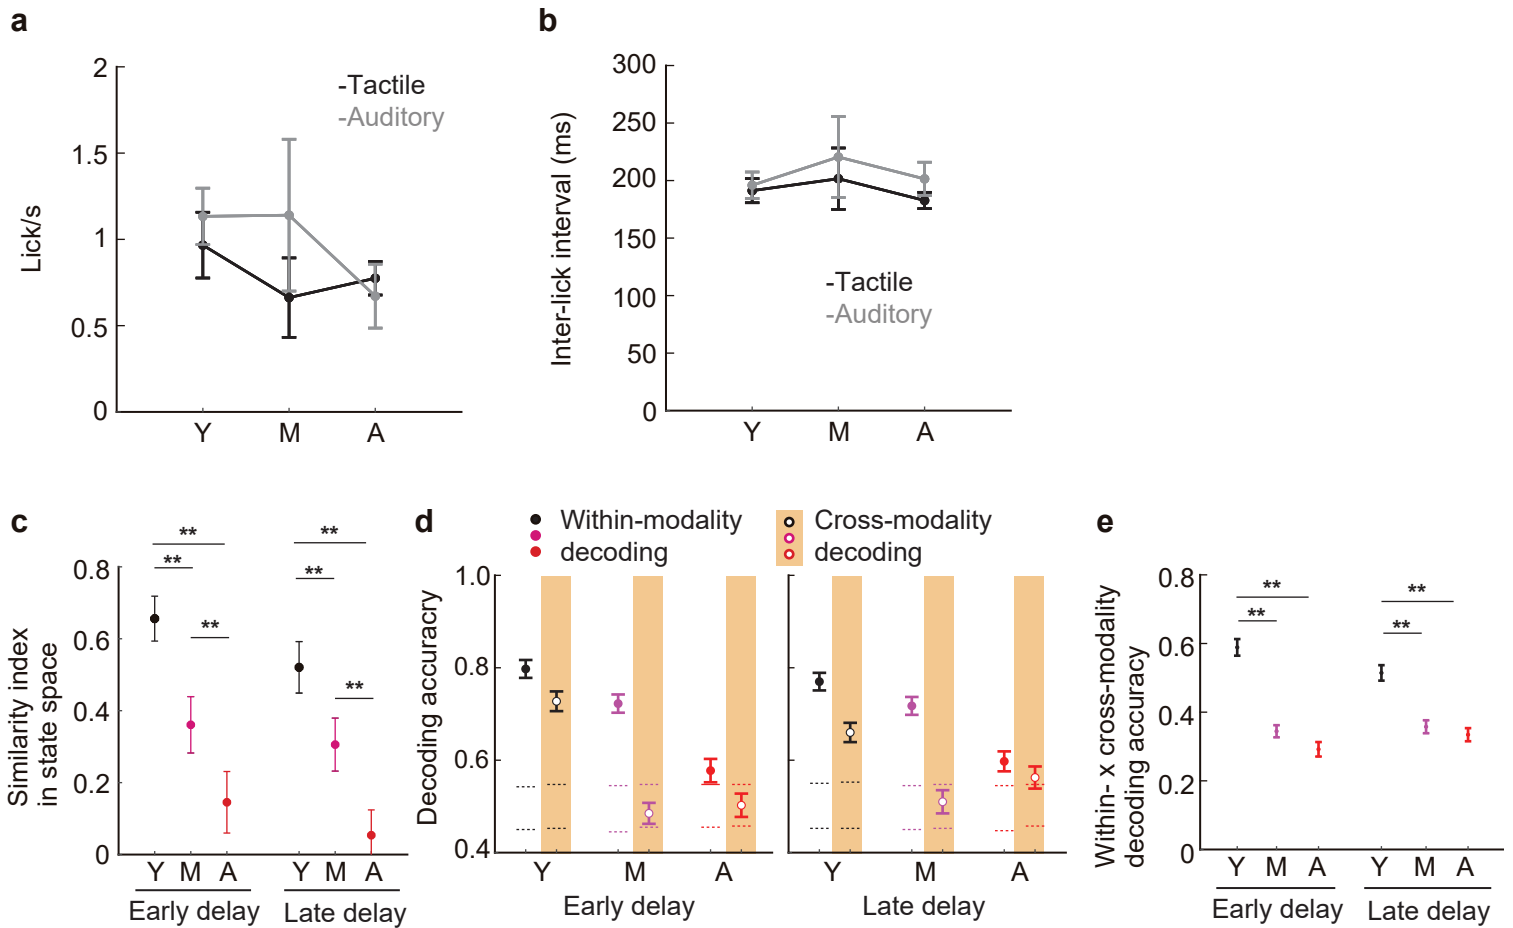 a
2
1.5
1
0.5
0
Lick/s
-Tactile
-Auditory
Y M A
b
300
250
200
150
100
50
0
Inter-lick interval (ms)
-Tactile
-Auditory
Y M A
c
Similarity index
in state space
0.8
0.6
0.4
0.2
0
** ** ** ** ** **
Y M A Y M A
Early delay Late delay
d
Within-modality
decoding
Cross-modality
decoding
Decoding accuracry
1.0
0.8
0.6
0.4
Y M A Y M A
Early delay Late delay
e
Within- x cross-modality
decoding accuracy
0.8
0.6
0.4
0.2
0
** ** ** **
Y M A Y M A
Early delay Late delay